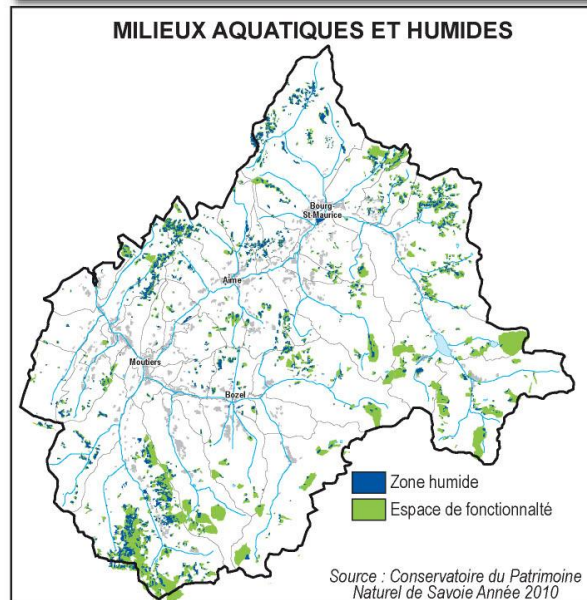 MILIEUX AQUATIQUES ET HUMIDES
Bourg
St-Maurice
Aime
Moutiers
Bozel
Zone humide
Espace de fonctionnalté
Source : Conservatoire du Patrimoine
Naturel de Savoie Année 2010